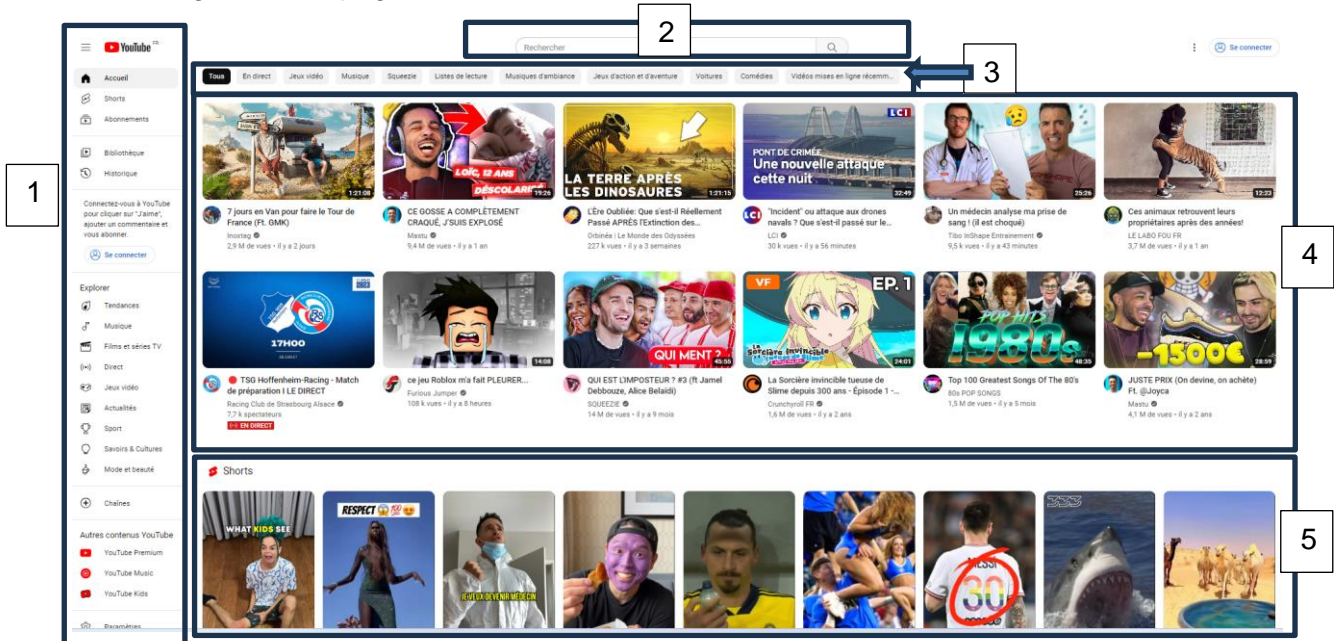 1
2
3
4
5
YouTube
Accueil
Shorts
Abonnements
Bibliothèque
Historique
Connectez-vous à YouTube
pour cliquer sur "J'aime",
ajouter un commentaire et
vous abonner.
Se connecter
Explorer
Tendances
Musique
Films et séries TV
Direct
Jeux vidéo
Actualités
Sport
Savoirs & Cultures
Mode et beauté
Chaînes
Autres contenus YouTube
YouTube Premium
YouTube Music
YouTube Kids
Paramètres
Rechercher
Se connecter
Tous En direct Jeux vidéo Musique Squeezie Listes de lecture Musiques d'ambiance Jeux d'action et d'aventure Voitures Comédies Vidéos mises en ligne récemm...
1:21:08
7 jours en Van pour faire le Tour de
France (Ft. GMK)
Inoxtag
2,9 M de vues • il y a 2 jours
LOIC, 12 ANS
DÉSCOLARISÉ
19:26
CE GOSSE A COMPLÈTEMENT
CRAQUÉ, J'SUIS EXPLOSÉ
Mastu
9,4 M de vues • il y a 1 an
LA TERRE APRÈS
LES DINOSAURES
1:21:15
L'Ère Oubliée: Que s'est-il Réellement
Passé APRÈS l'Extinction des...
Orbinéa | Le Monde des Odyssées
227 k vues • il y a 3 semaines
LCI
PONT DE CRIMÉE
Une nouvelle attaque
cette nuit
32:49
LCI
"Incident" ou attaque aux drones
navals ? Que s'est-il passé sur le...
LCI
30 k vues • il y a 56 minutes
25:26
Un médecin analyse ma prise de
sang ! (il est choqué)
Tibo InShape Entrainement
9,5 k vues • il y a 43 minutes
12:23
Ces animaux retrouvent leurs
propriétaires après des années!
LE LABO FOU FR
3,7 M de vues • il y a 1 an
17H00
TSG Hoffenheim-Racing - Match
de préparation I LE DIRECT
Racing Club de Strasbourg Alsace
7,7 k spectateurs
EN DIRECT
14:08
ce jeu Roblox m'a fait PLEURER...
Furious Jumper
108 k vues • il y a 8 heures
QUI MENT ?
45:55
QUI EST L'IMPOSTEUR ? #3 (ft Jamel
Debbouze, Alice Belaïdi)
SQUEEZIE
14 M de vues • il y a 9 mois
VF
EP. 1
La
Sorcière invincible
24:01
La Sorcière invincible tueuse de
Slime depuis 300 ans - Épisode 1 -...
Crunchyroll FR
1,6 M de vues • il y a 2 ans
POP HITS
1980s
48:35
Top 100 Greatest Songs Of The 80's
80s POP SONGS
1,5 M de vues • il y a 5 mois
-1500€
28:59
JUSTE PRIX (On devine, on achète)
Ft. @Joyca
Mastu
4,1 M de vues • il y a 2 ans
Shorts
WHAT KIDS SEE
RESPECT 💯
JE VEUX DEVENIR MÉDECIN
MESSI
30
333